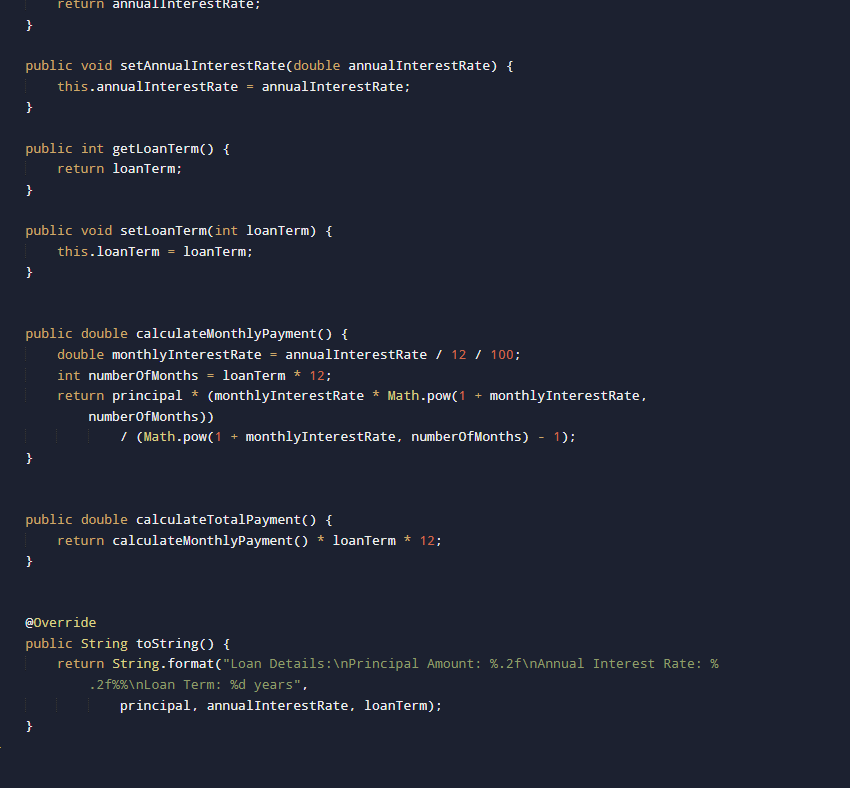 return annualInterestRate;
}
public void setAnnualInterestRate(double annualInterestRate) {
this.annualInterestRate = annualInterestRate;
}
public int getLoanTerm() {
return loanTerm;
}
public void setLoanTerm(int loanTerm) {
this.loanTerm = loanTerm;
}
public double calculateMonthlyPayment() {
double monthlyInterestRate = annualInterestRate / 12 / 100;
int numberOfMonths = loanTerm * 12;
return principal * (monthlyInterestRate * Math.pow(1 + monthlyInterestRate,
numberOfMonths))
/ (Math.pow(1 + monthlyInterestRate, numberOfMonths) - 1);
}
public double calculateTotalPayment() {
return calculateMonthlyPayment() * loanTerm * 12;
}
@Override
public String toString() {
return String.format("Loan Details:\nPrincipal Amount: %.2f\nAnnual Interest Rate: %
.2f%%\nLoan Term: %d years",
principal, annualInterestRate, loanTerm);
}